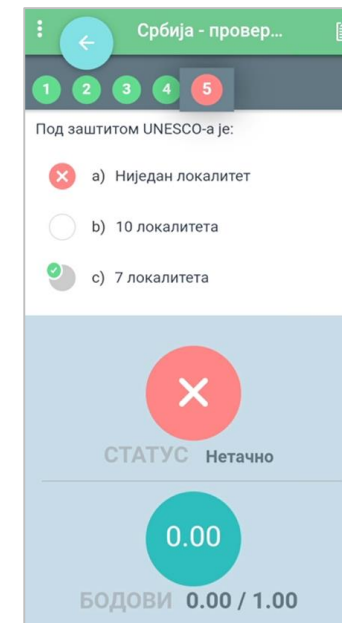 Србија - провер...
1 2 3 4 5
Под заштитом UNESCO-а је:
a) Ниједан локалитет
b) 10 локалитета
c) 7 локалитета
СТАТУС Нетачно
0.00
БОДОВИ 0.00 / 1.00